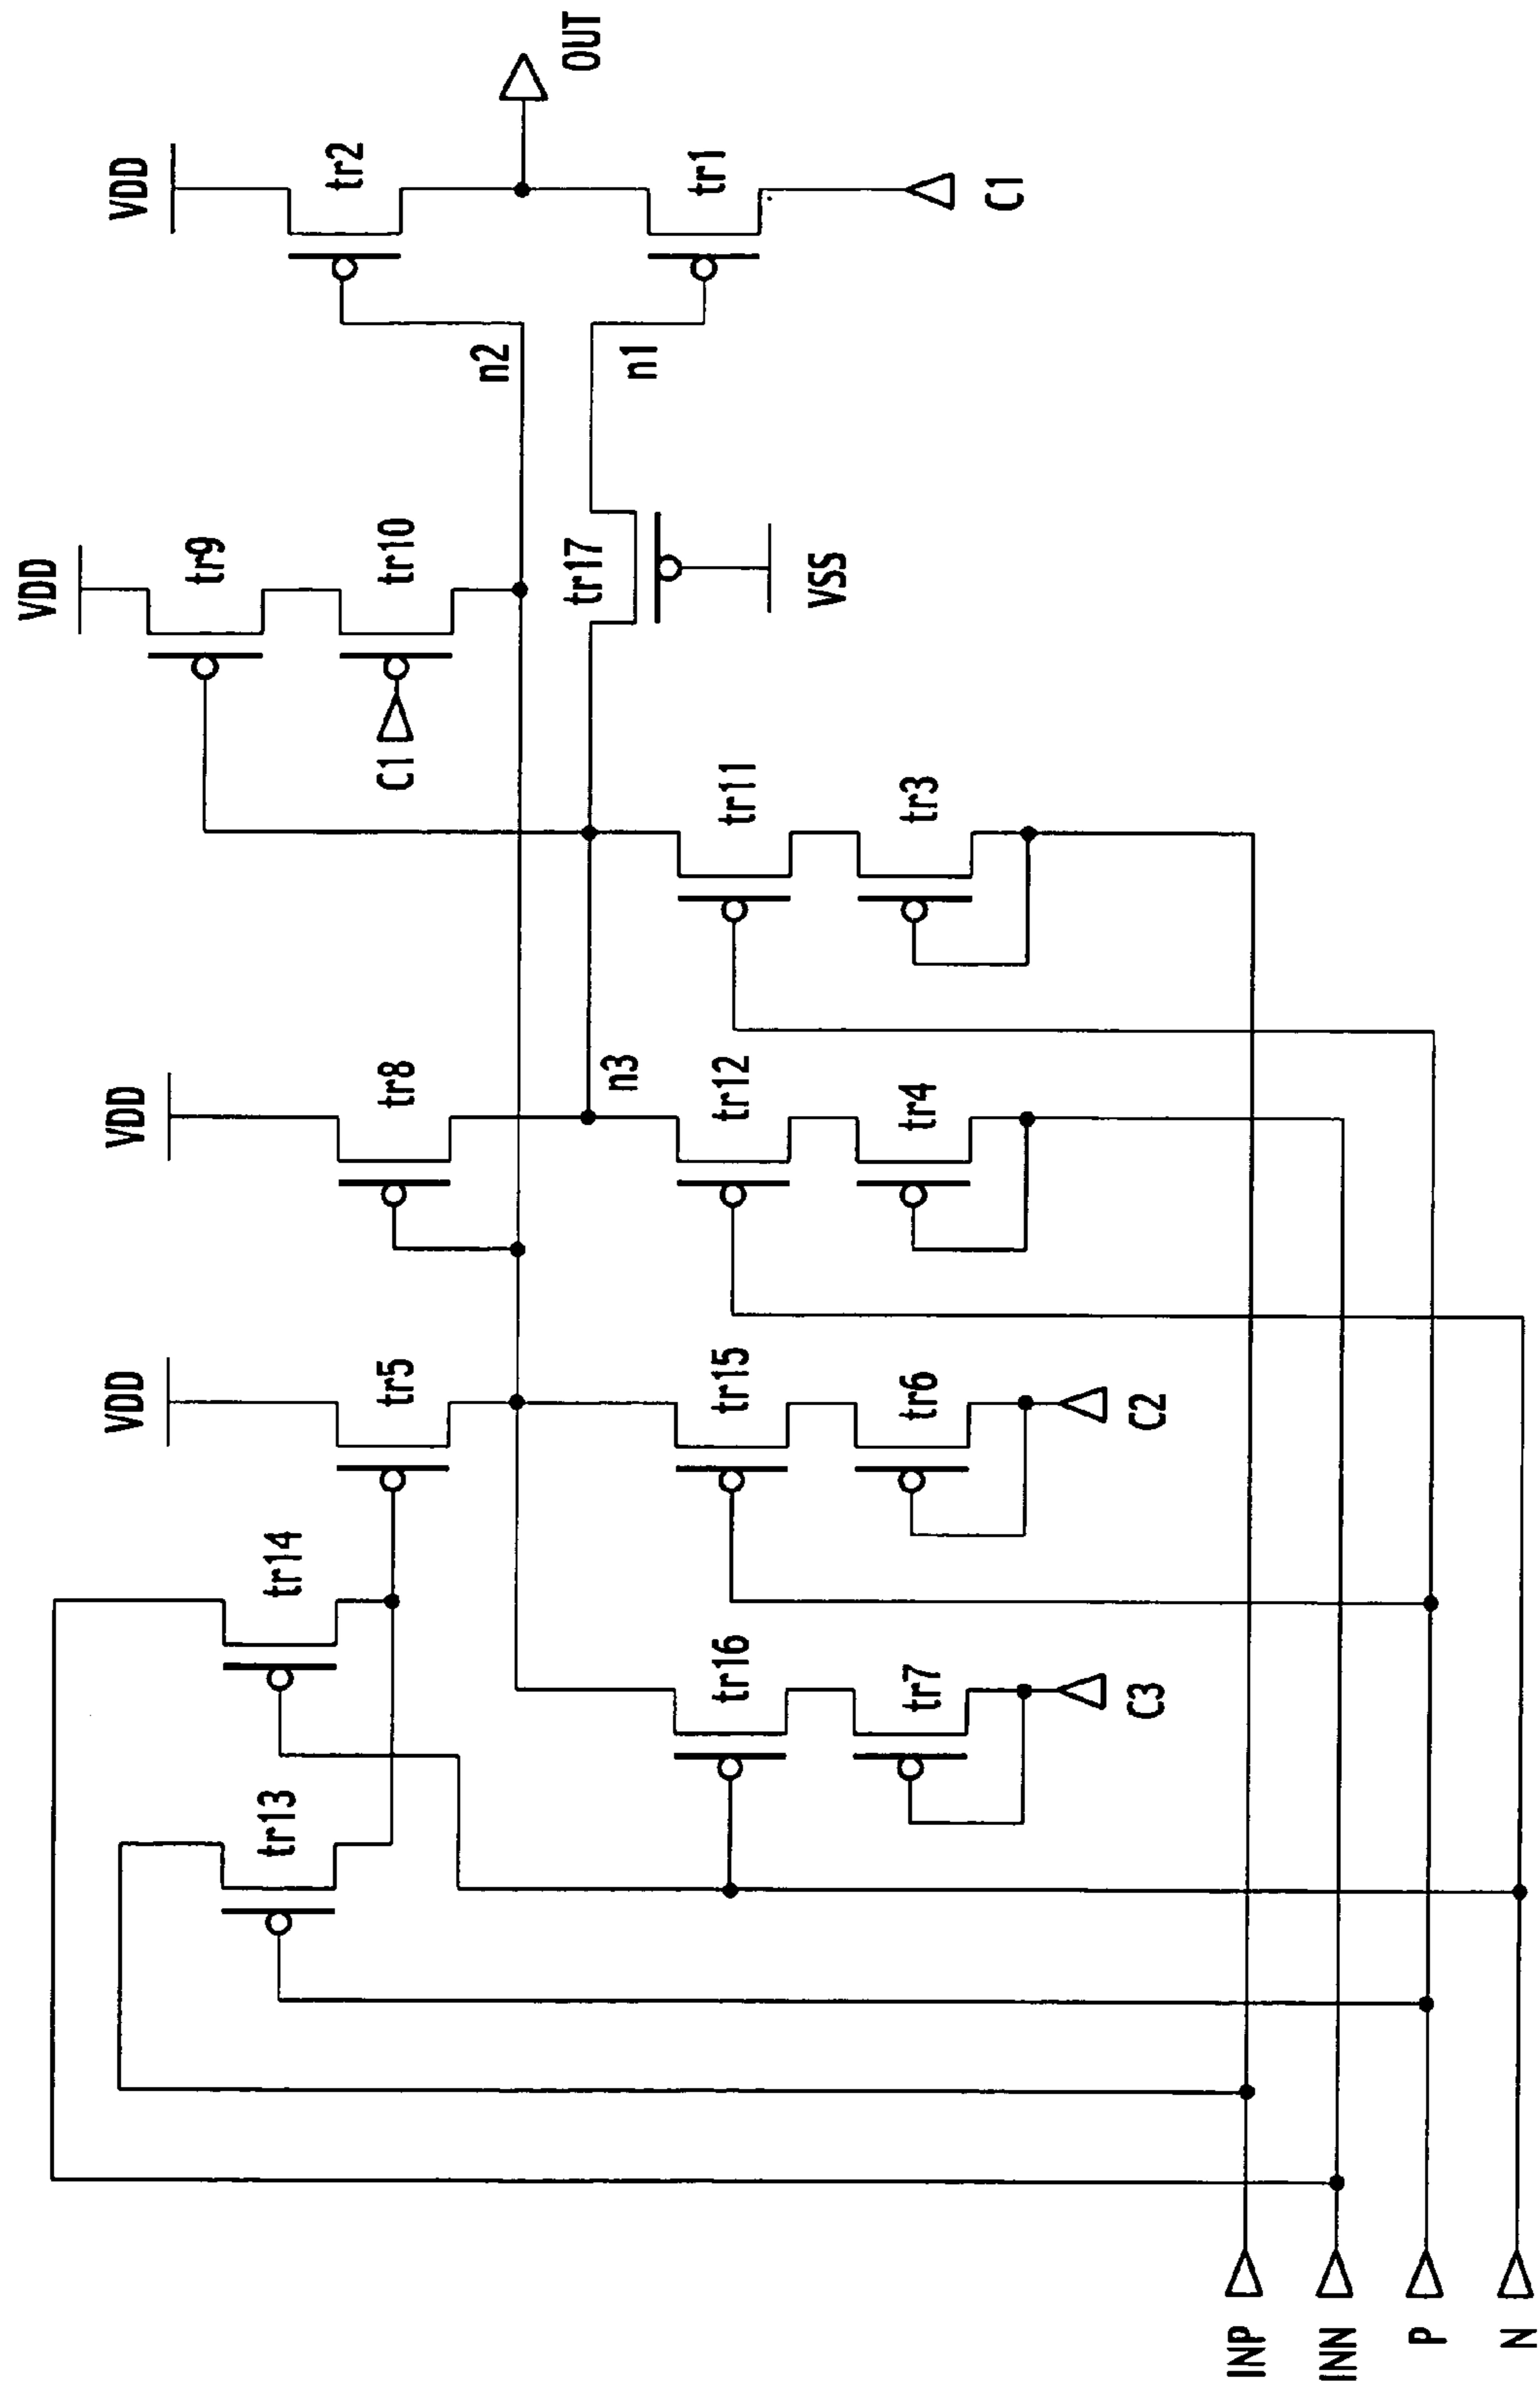 VDD
tr9
tr10
C1
VDD
tr2
OUT
n2
n1
tr1
C1
tr17
VSS
VDD
tr8
n3
tr11
tr3
tr12
tr4
VDD
tr5
tr14
tr13
tr15
tr6
C2
tr16
tr7
C3
INP
INN
P
N